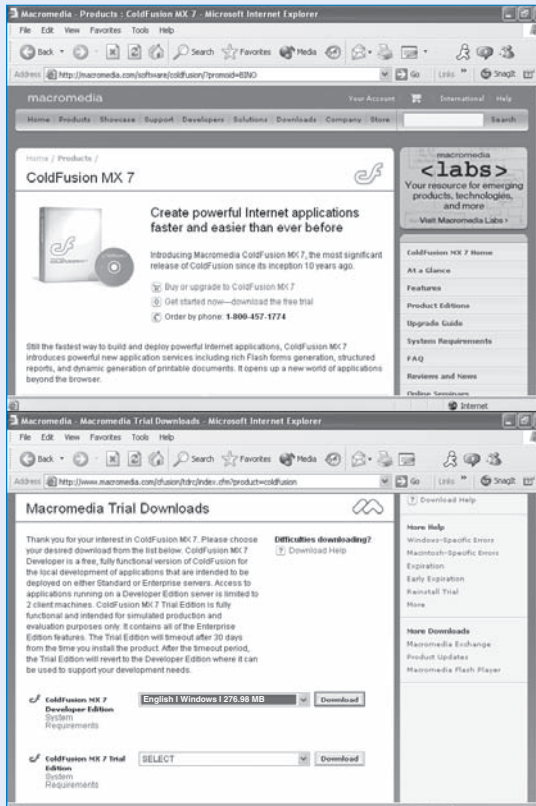 Macromedia - Products : ColdFusion MX 7 - Microsoft Internet Explorer
File Edit View Favorites Tools Help
Back Search Favorites Media
Address http://macromedia.com/software/coldfusion/?promoid=BINO Go Links SnagIt
macromedia
Your Account International Help
Home Products Showcase Support Developers Solutions Downloads Company Store Search
Home / Products /
ColdFusion MX 7
Create powerful Internet applications
faster and easier than ever before
Introducing Macromedia ColdFusion MX 7, the most significant
release of ColdFusion since its inception 10 years ago.
Buy or upgrade to ColdFusion MX 7
Get started now—download the free trial
Order by phone: 1-800-457-1774
Still the fastest way to build and deploy powerful Internet applications, ColdFusion MX 7
introduces powerful new application services including rich Flash forms generation, structured
reports, and dynamic generation of printable documents. It opens up a new world of applications
beyond the browser.
macromedia
<labs>
Your resource for emerging
products, technologies,
and more
Visit Macromedia Labs ›
ColdFusion MX 7 Home
At a Glance
Features
Product Editions
Upgrade Guide
System Requirements
FAQ
Reviews and News
Online Seminars
Internet
Macromedia - Macromedia Trial Downloads - Microsoft Internet Explorer
File Edit View Favorites Tools Help
Back Search Favorites Media
Address http://www.macromedia.com/cfusion/tdrc/index.cfm?product=coldfusion Go Links SnagIt
Macromedia Trial Downloads
Thank you for your interest in ColdFusion MX 7. Please choose
your desired download from the list below. ColdFusion MX 7
Developer is a free, fully functional version of ColdFusion for
the local development of applications that are intended to be
deployed on either Standard or Enterprise servers. Access to
applications running on a Developer Edition server is limited to
2 client machines. ColdFusion MX 7 Trial Edition is fully
functional and intended for simulated production and
evaluation purposes only. It contains all of the Enterprise
Edition features. The Trial Edition will timeout after 30 days
from the time you install the product. After the timeout period,
the Trial Edition will revert to the Developer Edition where it can
be used to support your development needs.
Difficulties downloading?
? Download Help
ColdFusion MX 7
Developer Edition
System
Requirements
English | Windows | 276.98 MB Download
ColdFusion MX 7 Trial
Edition
System
Requirements
SELECT Download
? Download Help
More Help
Windows-Specific Errors
Macintosh-Specific Errors
Expiration
Early Expiration
Reinstall Trial
More
More Downloads
Macromedia Exchange
Product Updates
Macromedia Flash Player